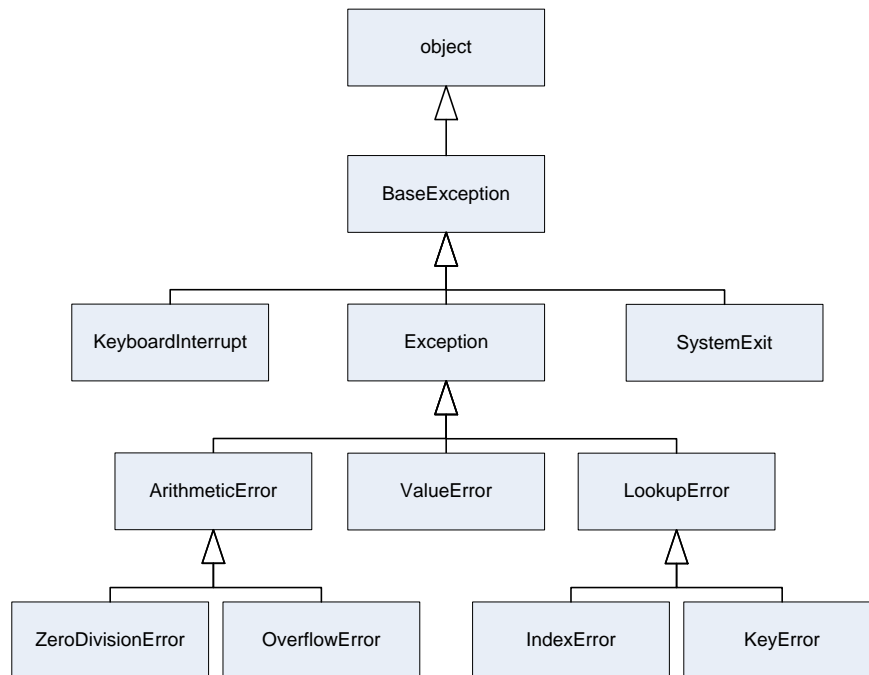 object
BaseException
KeyboardInterrupt
Exception
SystemExit
ArithmeticError
ValueError
LookupError
ZeroDivisionError
OverflowError
IndexError
KeyError